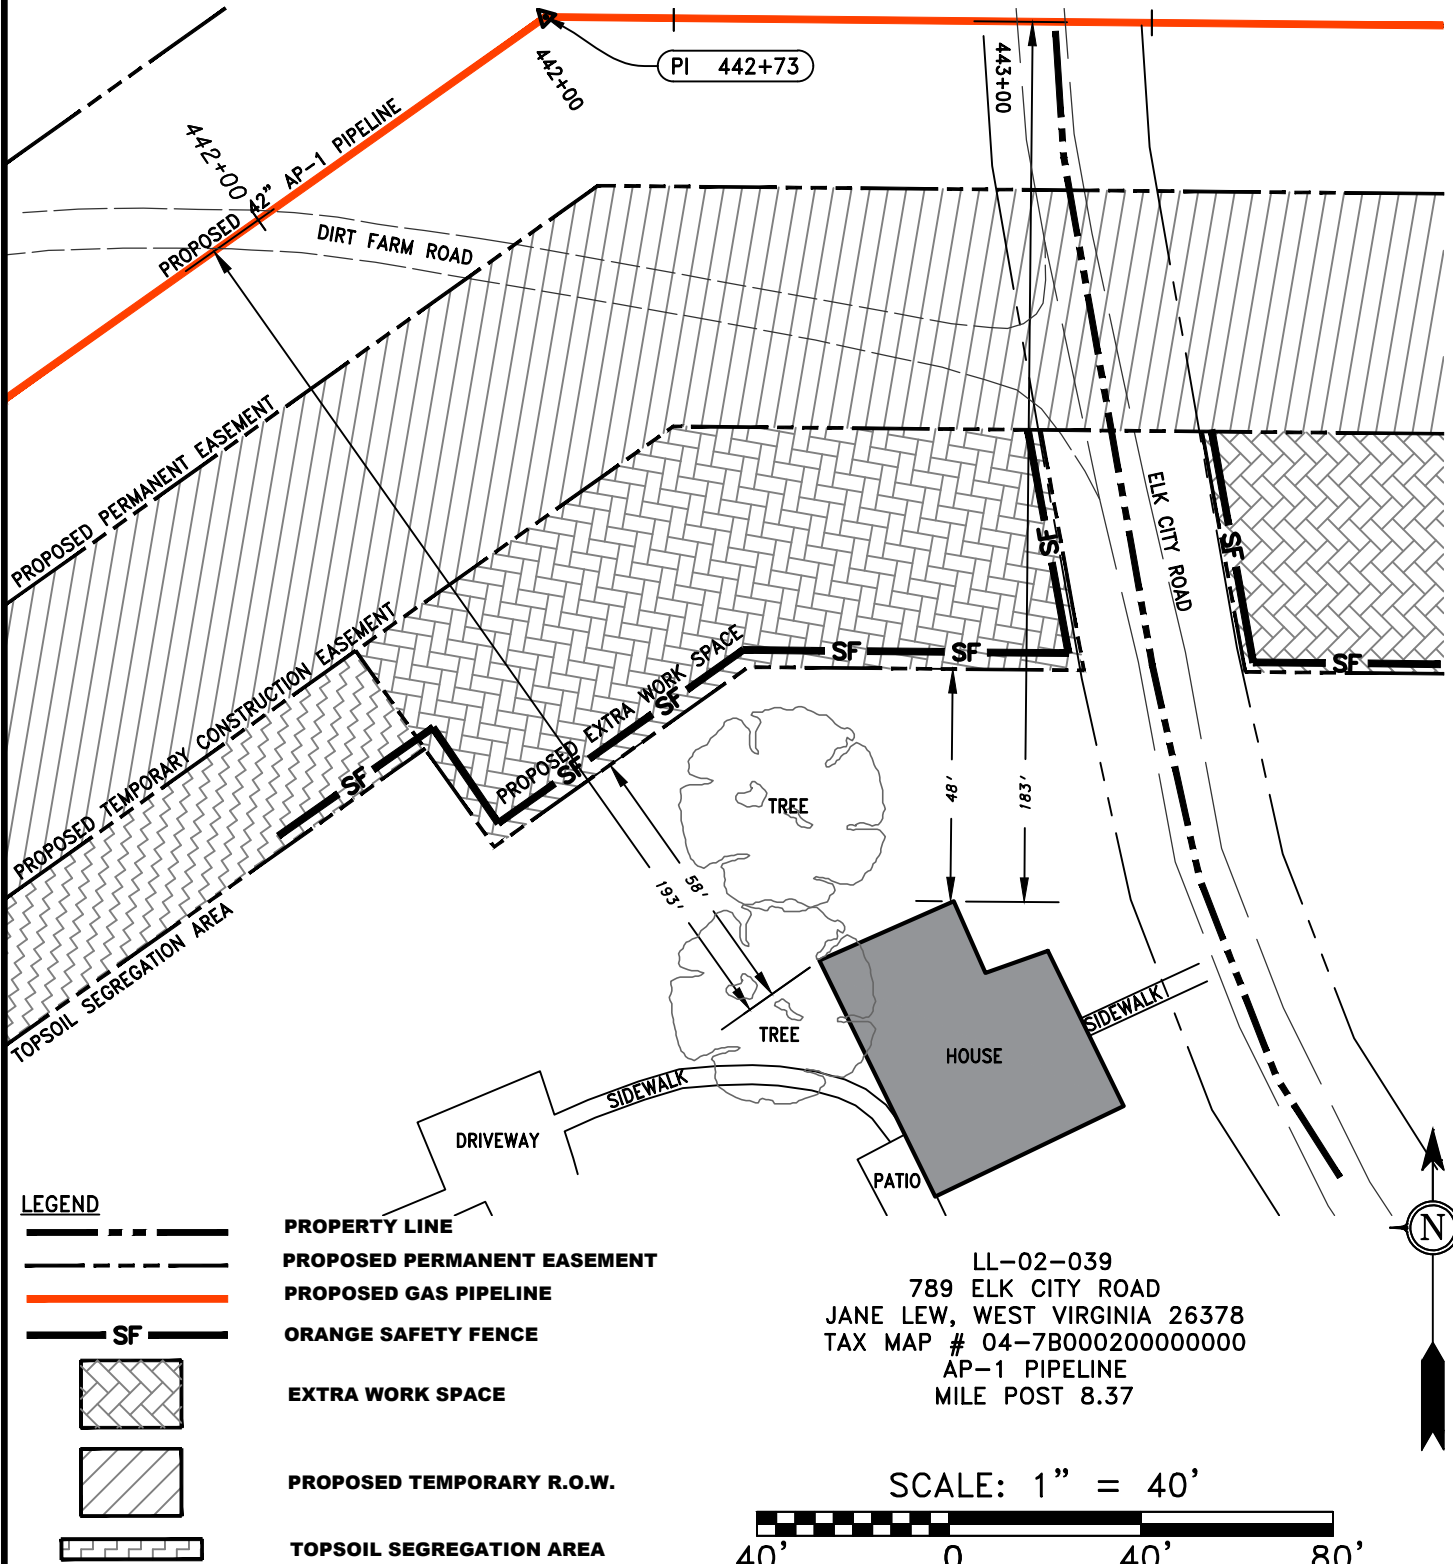 PI 442+73
442+00
443+00
442+00
PROPOSED 42" AP-1 PIPELINE
DIRT FARM ROAD
PROPOSED PERMANENT EASEMENT
ELK CITY ROAD
SF
SF
PROPOSED TEMPORARY CONSTRUCTION EASEMENT
PROPOSED EXTRA WORK SPACE
SF
SF
SF
SF
SF
SF
48'
183'
TREE
58'
193'
TOPSOIL SEGREGATION AREA
TREE
HOUSE
SIDEWALK
SIDEWALK
DRIVEWAY
PATIO
LEGEND
PROPERTY LINE
PROPOSED PERMANENT EASEMENT
PROPOSED GAS PIPELINE
SF ORANGE SAFETY FENCE
EXTRA WORK SPACE
PROPOSED TEMPORARY R.O.W.
TOPSOIL SEGREGATION AREA
N
LL-02-039
789 ELK CITY ROAD
JANE LEW, WEST VIRGINIA 26378
TAX MAP # 04-7B000200000000
AP-1 PIPELINE
MILE POST 8.37
SCALE: 1" = 40'
40' 0 40' 80'